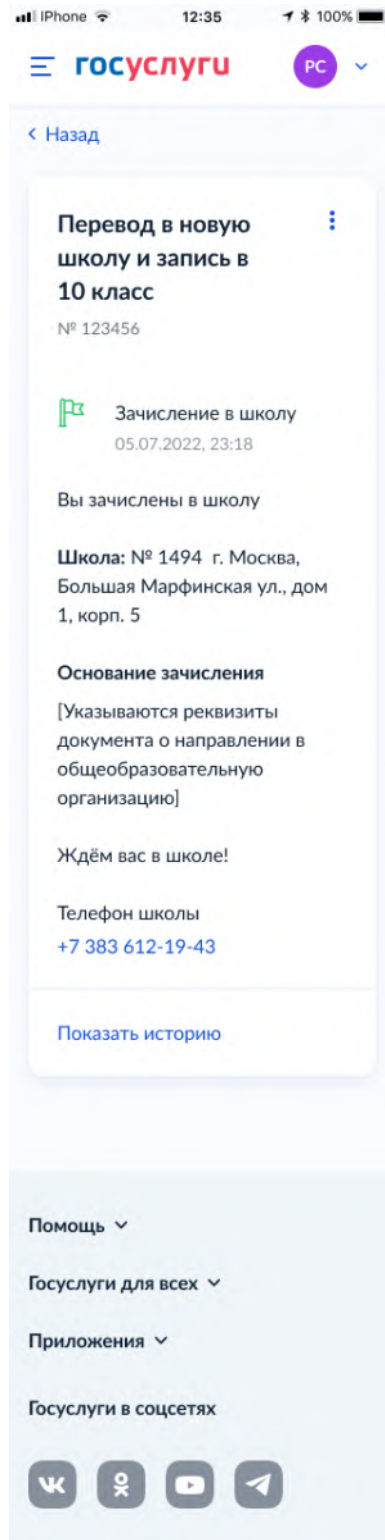 iPhone 12:35 100%
госуслуги РС
Назад
Перевод в новую
школу и запись в
10 класс
№ 123456
Зачисление в школу
05.07.2022, 23:18
Вы зачислены в школу
Школа: № 1494 г. Москва,
Большая Марфинская ул., дом
1, корп. 5
Основание зачисления
[Указываются реквизиты
документа о направлении в
общеобразовательную
организацию]
Ждём вас в школе!
Телефон школы
+7 383 612-19-43
Показать историю
Помощь
Госуслуги для всех
Приложения
Госуслуги в соцсетях